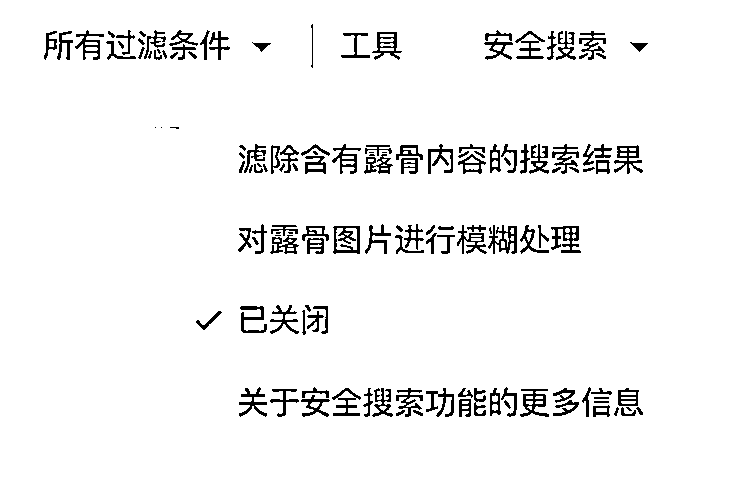 所有过滤条件 工具 安全搜索
滤除含有露骨内容的搜索结果
对露骨图片进行模糊处理
已关闭
关于安全搜索功能的更多信息